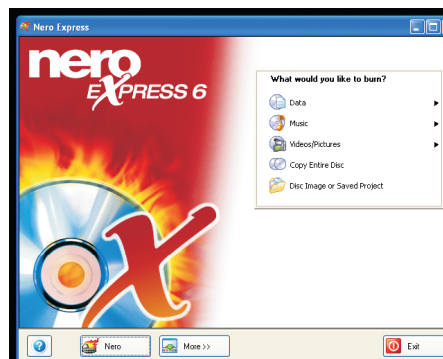 Nero Express
nero
EXPRESS 6
What would you like to burn?
Data
Music
Videos/Pictures
Copy Entire Disc
Disc Image or Saved Project
?
Nero
More >>
Exit